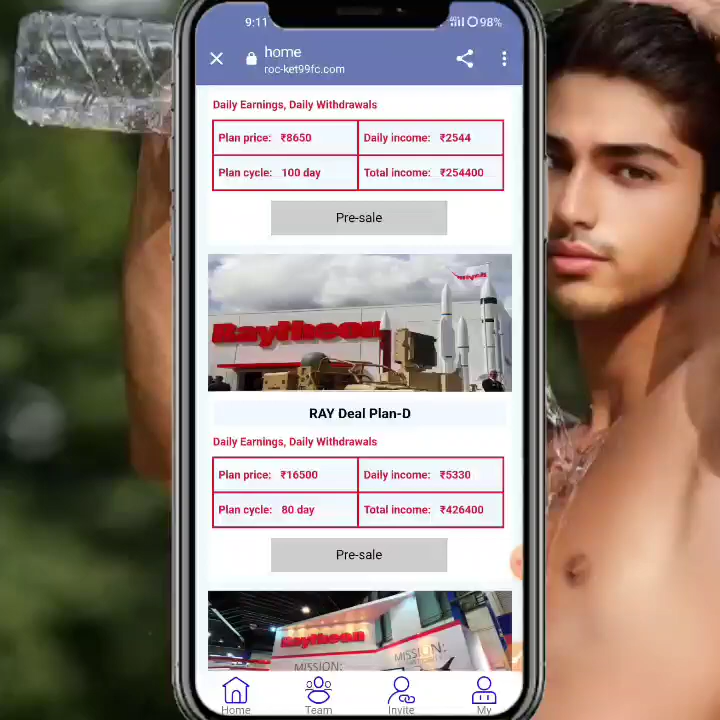 9:11
98%
home
roc-ket99fc.com
Daily Earnings, Daily Withdrawals
Plan price: ₹8650
Daily income: ₹2544
Plan cycle: 100 day
Total income: ₹254400
Pre-sale
Raytheon
RAY Deal Plan-D
Daily Earnings, Daily Withdrawals
Plan price: ₹16500
Daily income: ₹5330
Plan cycle: 80 day
Total income: ₹426400
Pre-sale
Raytheon
MISSION:
MISSION:
Home
Team
Invite
My